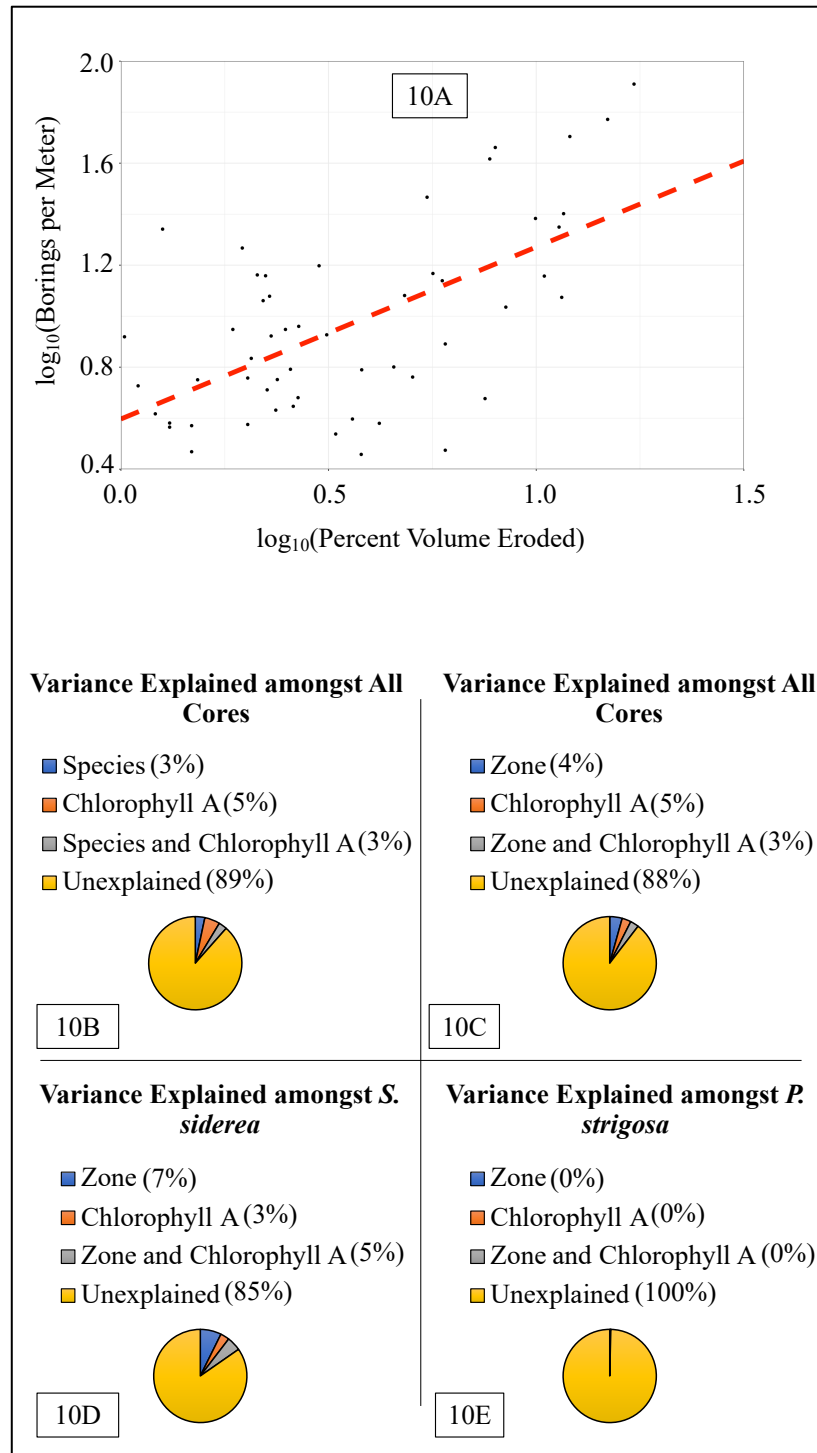 2.0
10A
1.6
log10(Borings per Meter)
1.2
0.8
0.4
0.0 0.5 1.0 1.5
log10(Percent Volume Eroded)
Variance Explained amongst All
Cores
Species (3%)
Chlorophyll A (5%)
Species and Chlorophyll A (3%)
Unexplained (89%)
10B
Variance Explained amongst All
Cores
Zone (4%)
Chlorophyll A (5%)
Zone and Chlorophyll A (3%)
Unexplained (88%)
10C
Variance Explained amongst S.
siderea
Zone (7%)
Chlorophyll A (3%)
Zone and Chlorophyll A (5%)
Unexplained (85%)
10D
Variance Explained amongst P.
strigosa
Zone (0%)
Chlorophyll A (0%)
Zone and Chlorophyll A (0%)
Unexplained (100%)
10E